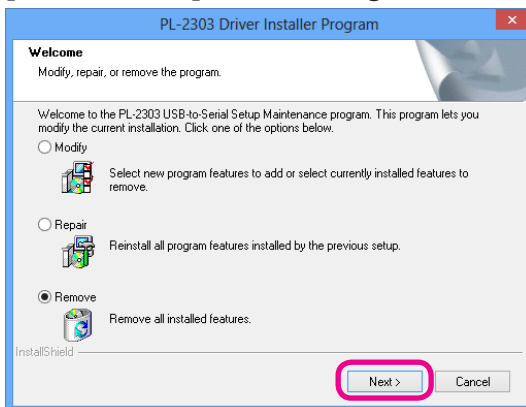 PL-2303 Driver Installer Program
Welcome
Modify, repair, or remove the program.
Welcome to the PL-2303 USB-to-Serial Setup Maintenance program. This program lets you
modify the current installation. Click one of the options below.
Modify
Select new program features to add or select currently installed features to
remove.
Repair
Reinstall all program features installed by the previous setup.
Remove
Remove all installed features.
InstallShield
Next >
Cancel